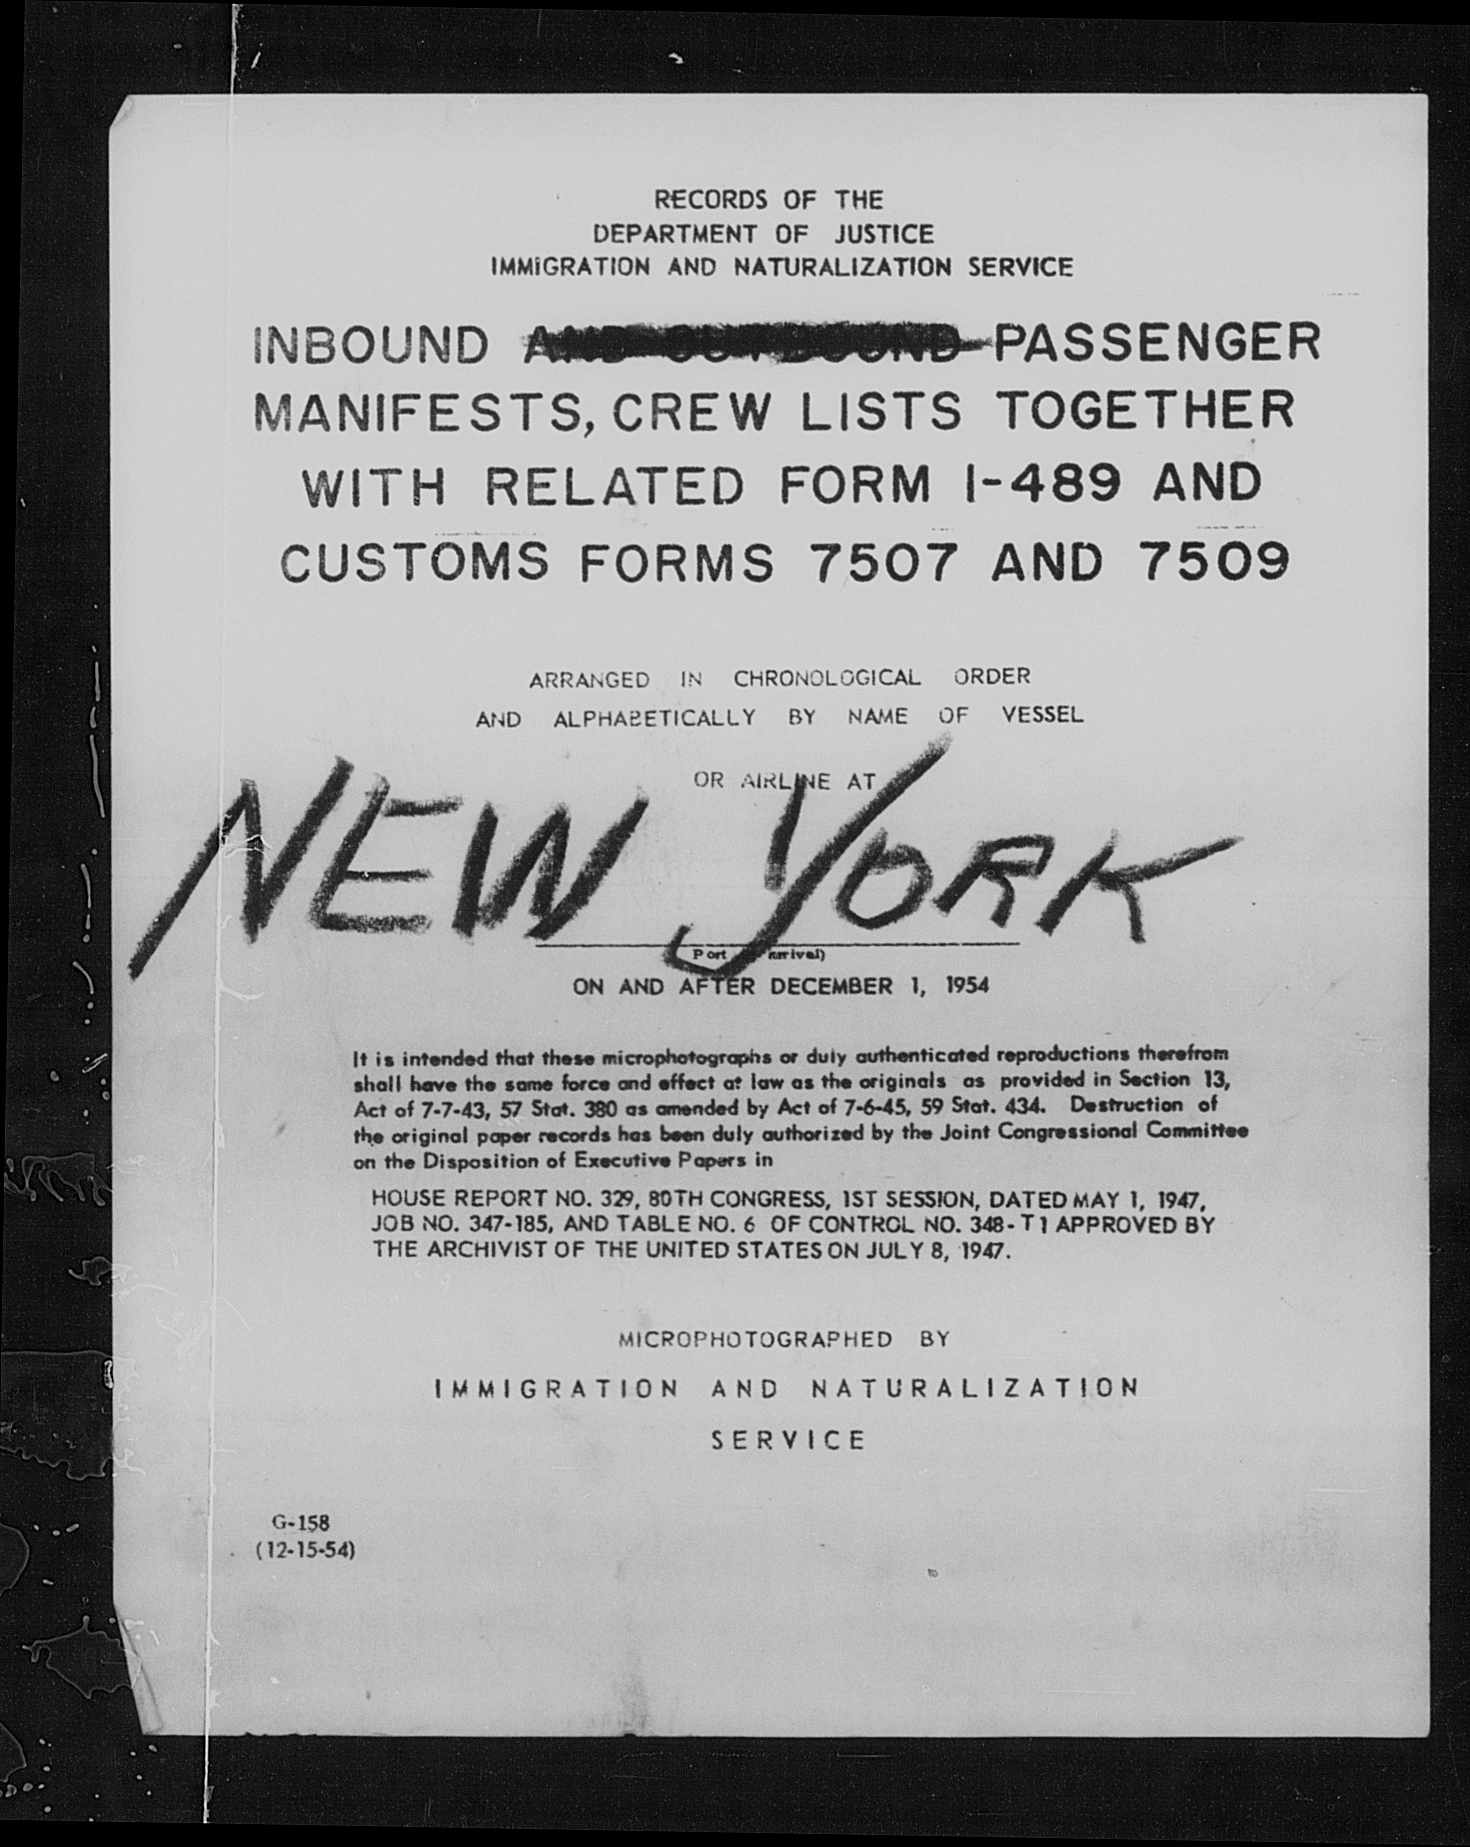 RECORDS OF THE
DEPARTMENT OF JUSTICE
IMMIGRATION AND NATURALIZATION SERVICE
INBOUND AND OUTBOUND PASSENGER
MANIFESTS, CREW LISTS TOGETHER
WITH RELATED FORM I-489 AND
CUSTOMS FORMS 7507 AND 7509
ARRANGED IN CHRONOLOGICAL ORDER
AND ALPHABETICALLY BY NAME OF VESSEL
OR AIRLINE AT
NEW YORK
(Port arrival)
ON AND AFTER DECEMBER 1, 1954
It is intended that these microphotographs or duly authenticated reproductions therefrom
shall have the same force and effect at law as the originals as provided in Section 13,
Act of 7-7-43, 57 Stat. 380 as amended by Act of 7-6-45, 59 Stat. 434. Destruction of
the original paper records has been duly authorized by the Joint Congressional Committee
on the Disposition of Executive Papers in
HOUSE REPORT NO. 329, 80TH CONGRESS, 1ST SESSION, DATED MAY 1, 1947,
JOB NO. 347-185, AND TABLE NO. 6 OF CONTROL NO. 348-T1 APPROVED BY
THE ARCHIVIST OF THE UNITED STATES ON JULY 8, 1947.
MICROPHOTOGRAPHED BY
IMMIGRATION AND NATURALIZATION
SERVICE
G-158
(12-15-54)